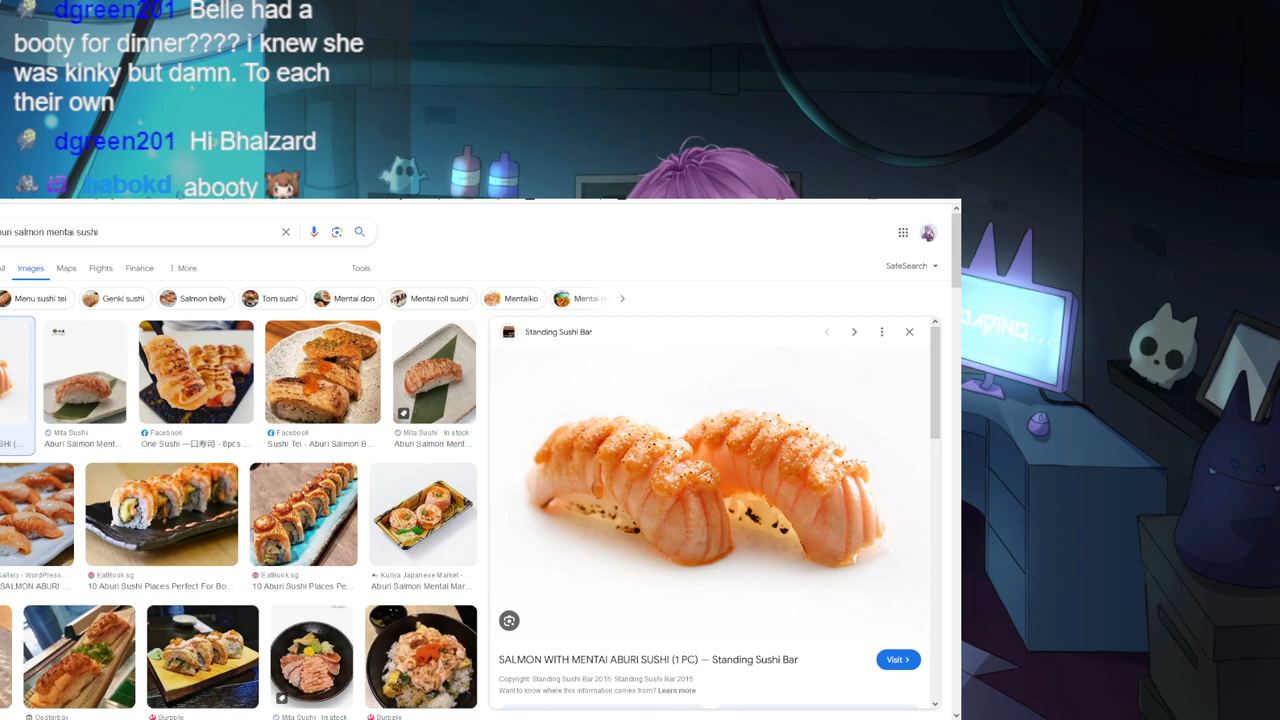 dgreen201 Belle had a
booty for dinner???? i knew she
was kinky but damn. To each
their own
dgreen201 Hi Bhalzard
babokd abooty
buri salmon mentai sushi
Images Maps Flights Finance More Tools
SafeSearch
Menu sushi tei Genki sushi Salmon belly Tom sushi Mentai don Mentai roll sushi Mentaiko Mentai
Standing Sushi Bar
LOADING...
Mita Sushi Facebook Facebook Mita Sushi · In stock
SHI (... Aburi Salmon Ment... One Sushi 一口寿司 - 8pcs ... Sushi Tei - Aburi Salmon B... Aburi Salmon Ment...
allery - WordPress ... EatBook.sg EatBook.sg Kuriya Japanese Market - ...
SALMON ABURI ... 10 Aburi Sushi Places Perfect For Bo... 10 Aburi Sushi Places Pe... Aburi Salmon Mentai Mar...
SALMON WITH MENTAI ABURI SUSHI (1 PC) — Standing Sushi Bar
Visit
Copyright: Standing Sushi Bar 2015, Standing Sushi Bar 2015
Want to know where this information comes from? Learn more
Oosterbay Burpple Mita Sushi · In stock Burpple